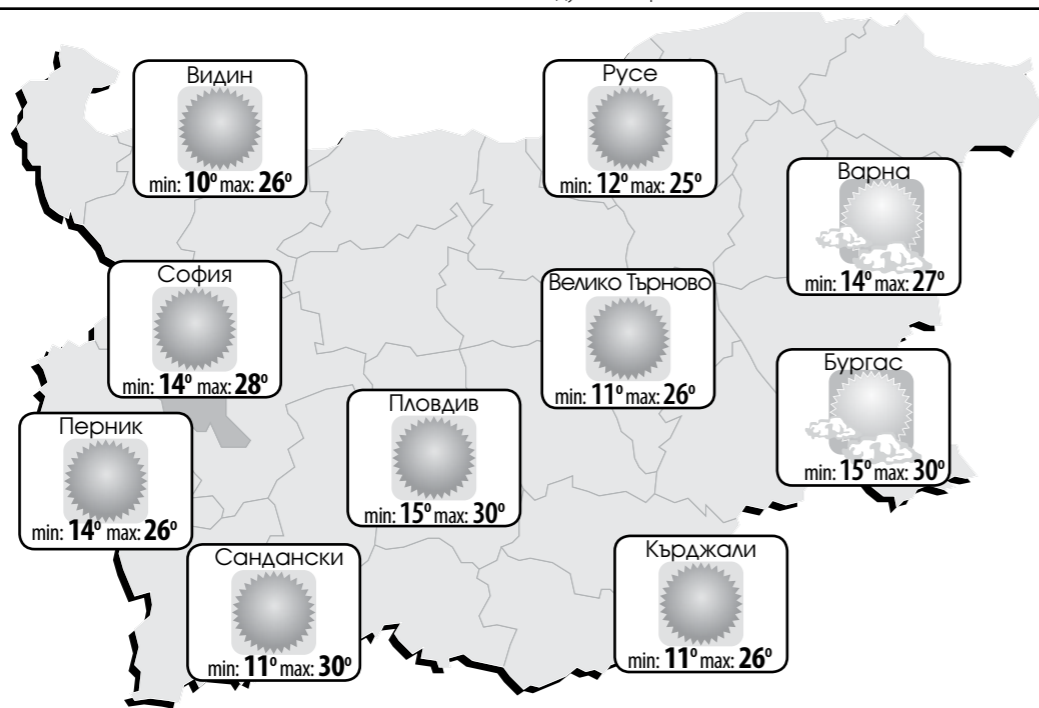 Видин
min: 10° max: 26°
Русе
min: 12° max: 25°
Варна
min: 14° max: 27°
София
min: 14° max: 28°
Велико Търново
min: 11° max: 26°
Бургас
min: 15° max: 30°
Пловдив
min: 15° max: 30°
Перник
min: 14° max: 26°
Сандански
min: 11° max: 30°
Кърджали
min: 11° max: 26°